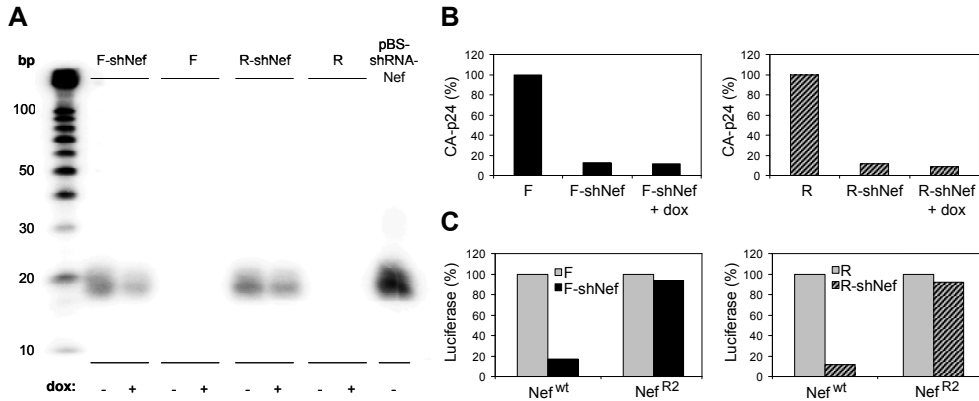 A
bp
F-shNef F R-shNef R pBS-
shRNA-
Nef
100
50
30
20
10
dox: - + - + - + - + -
B
CA-p24 (%)
120
100
80
60
40
20
0
F F-shNef F-shNef
+ dox
CA-p24 (%)
120
100
80
60
40
20
0
R R-shNef R-shNef
+ dox
C
Luciferase (%)
120
100
80
60
40
20
0
F
F-shNef
Nef wt Nef R2
Luciferase (%)
120
100
80
60
40
20
0
R
R-shNef
Nef wt Nef R2